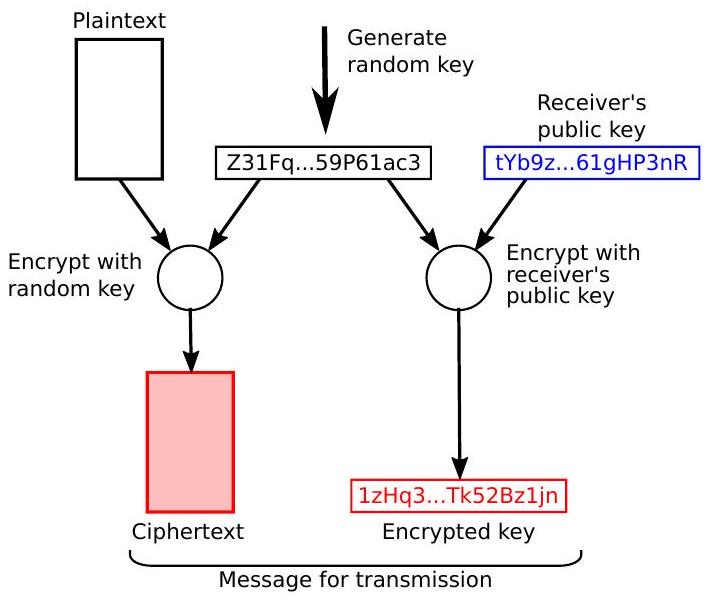 Plaintext
Generate
random key
Receiver's
public key
Z31Fq...59P61ac3
tYb9z...61gHP3nR
Encrypt with
random key
Encrypt with
receiver's
public key
1zHq3...Tk52Bz1jn
Ciphertext
Encrypted key
Message for transmission